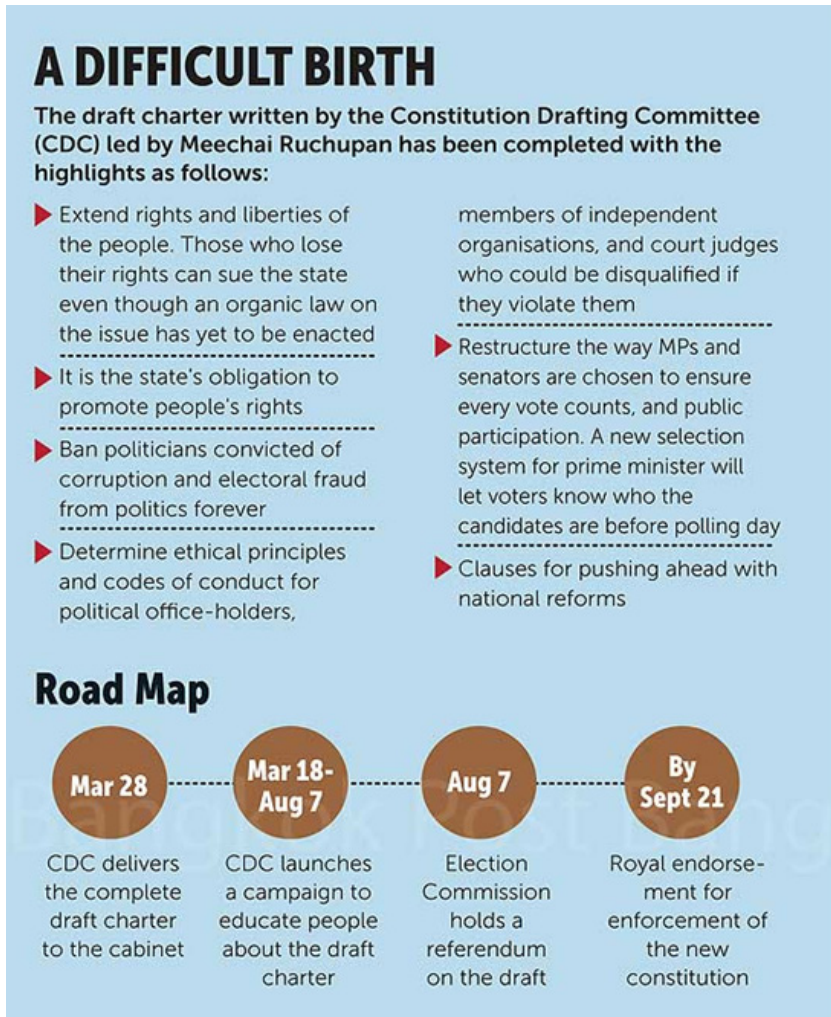 A DIFFICULT BIRTH
The draft charter written by the Constitution Drafting Committee
(CDC) led by Meechai Ruchupan has been completed with the
highlights as follows:
Extend rights and liberties of
the people. Those who lose
their rights can sue the state
even though an organic law on
the issue has yet to be enacted
It is the state's obligation to
promote people's rights
Ban politicians convicted of
corruption and electoral fraud
from politics forever
Determine ethical principles
and codes of conduct for
political office-holders,
members of independent
organisations, and court judges
who could be disqualified if
they violate them
Restructure the way MPs and
senators are chosen to ensure
every vote counts, and public
participation. A new selection
system for prime minister will
let voters know who the
candidates are before polling day
Clauses for pushing ahead with
national reforms
Road Map
Mar 28
CDC delivers
the complete
draft charter
to the cabinet
Mar 18-
Aug 7
CDC launches
a campaign to
educate people
about the draft
charter
Aug 7
Election
Commission
holds a
referendum
on the draft
By
Sept 21
Royal endorse-
ment for
enforcement of
the new
constitution
Bangkok Post Bang